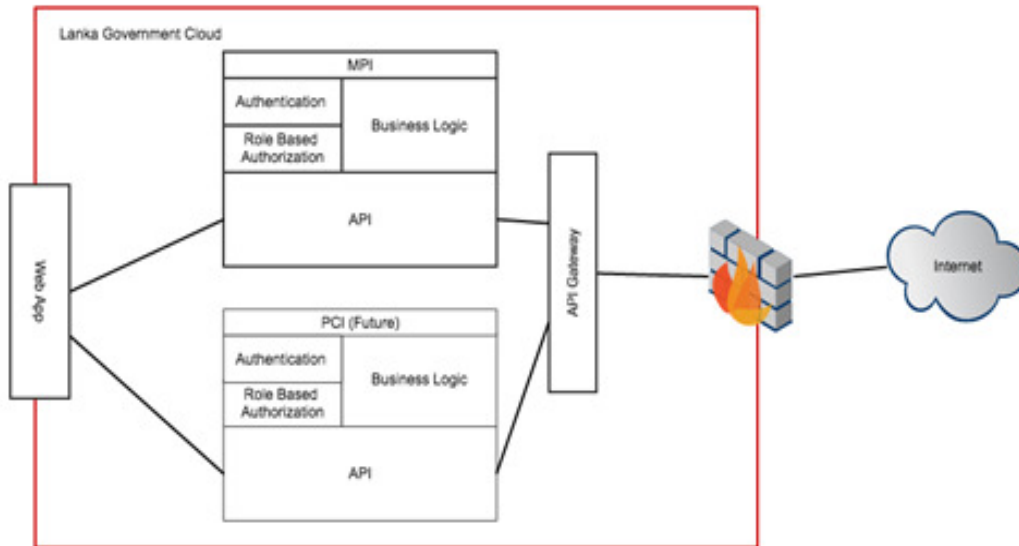 Lanka Government Cloud
MPI
Authentication
Business Logic
Role Based
Authorization
API
Web App
API Gateway
Internet
PCI (Future)
Authentication
Business Logic
Role Based
Authorization
API